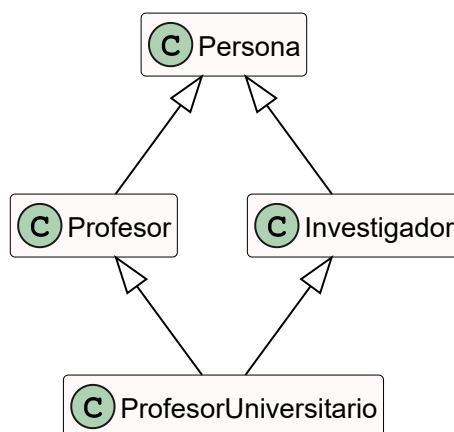 C Persona
C Profesor
C Investigador
C ProfesorUniversitario